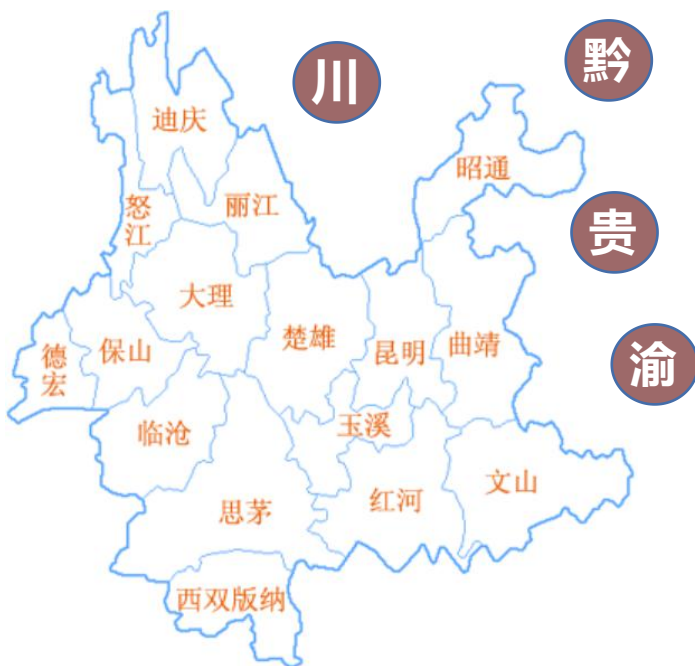 川
黔
迪庆
昭通
怒江
丽江
贵
大理
楚雄
昆明
曲靖
渝
德宏
保山
临沧
玉溪
思茅
红河
文山
西双版纳